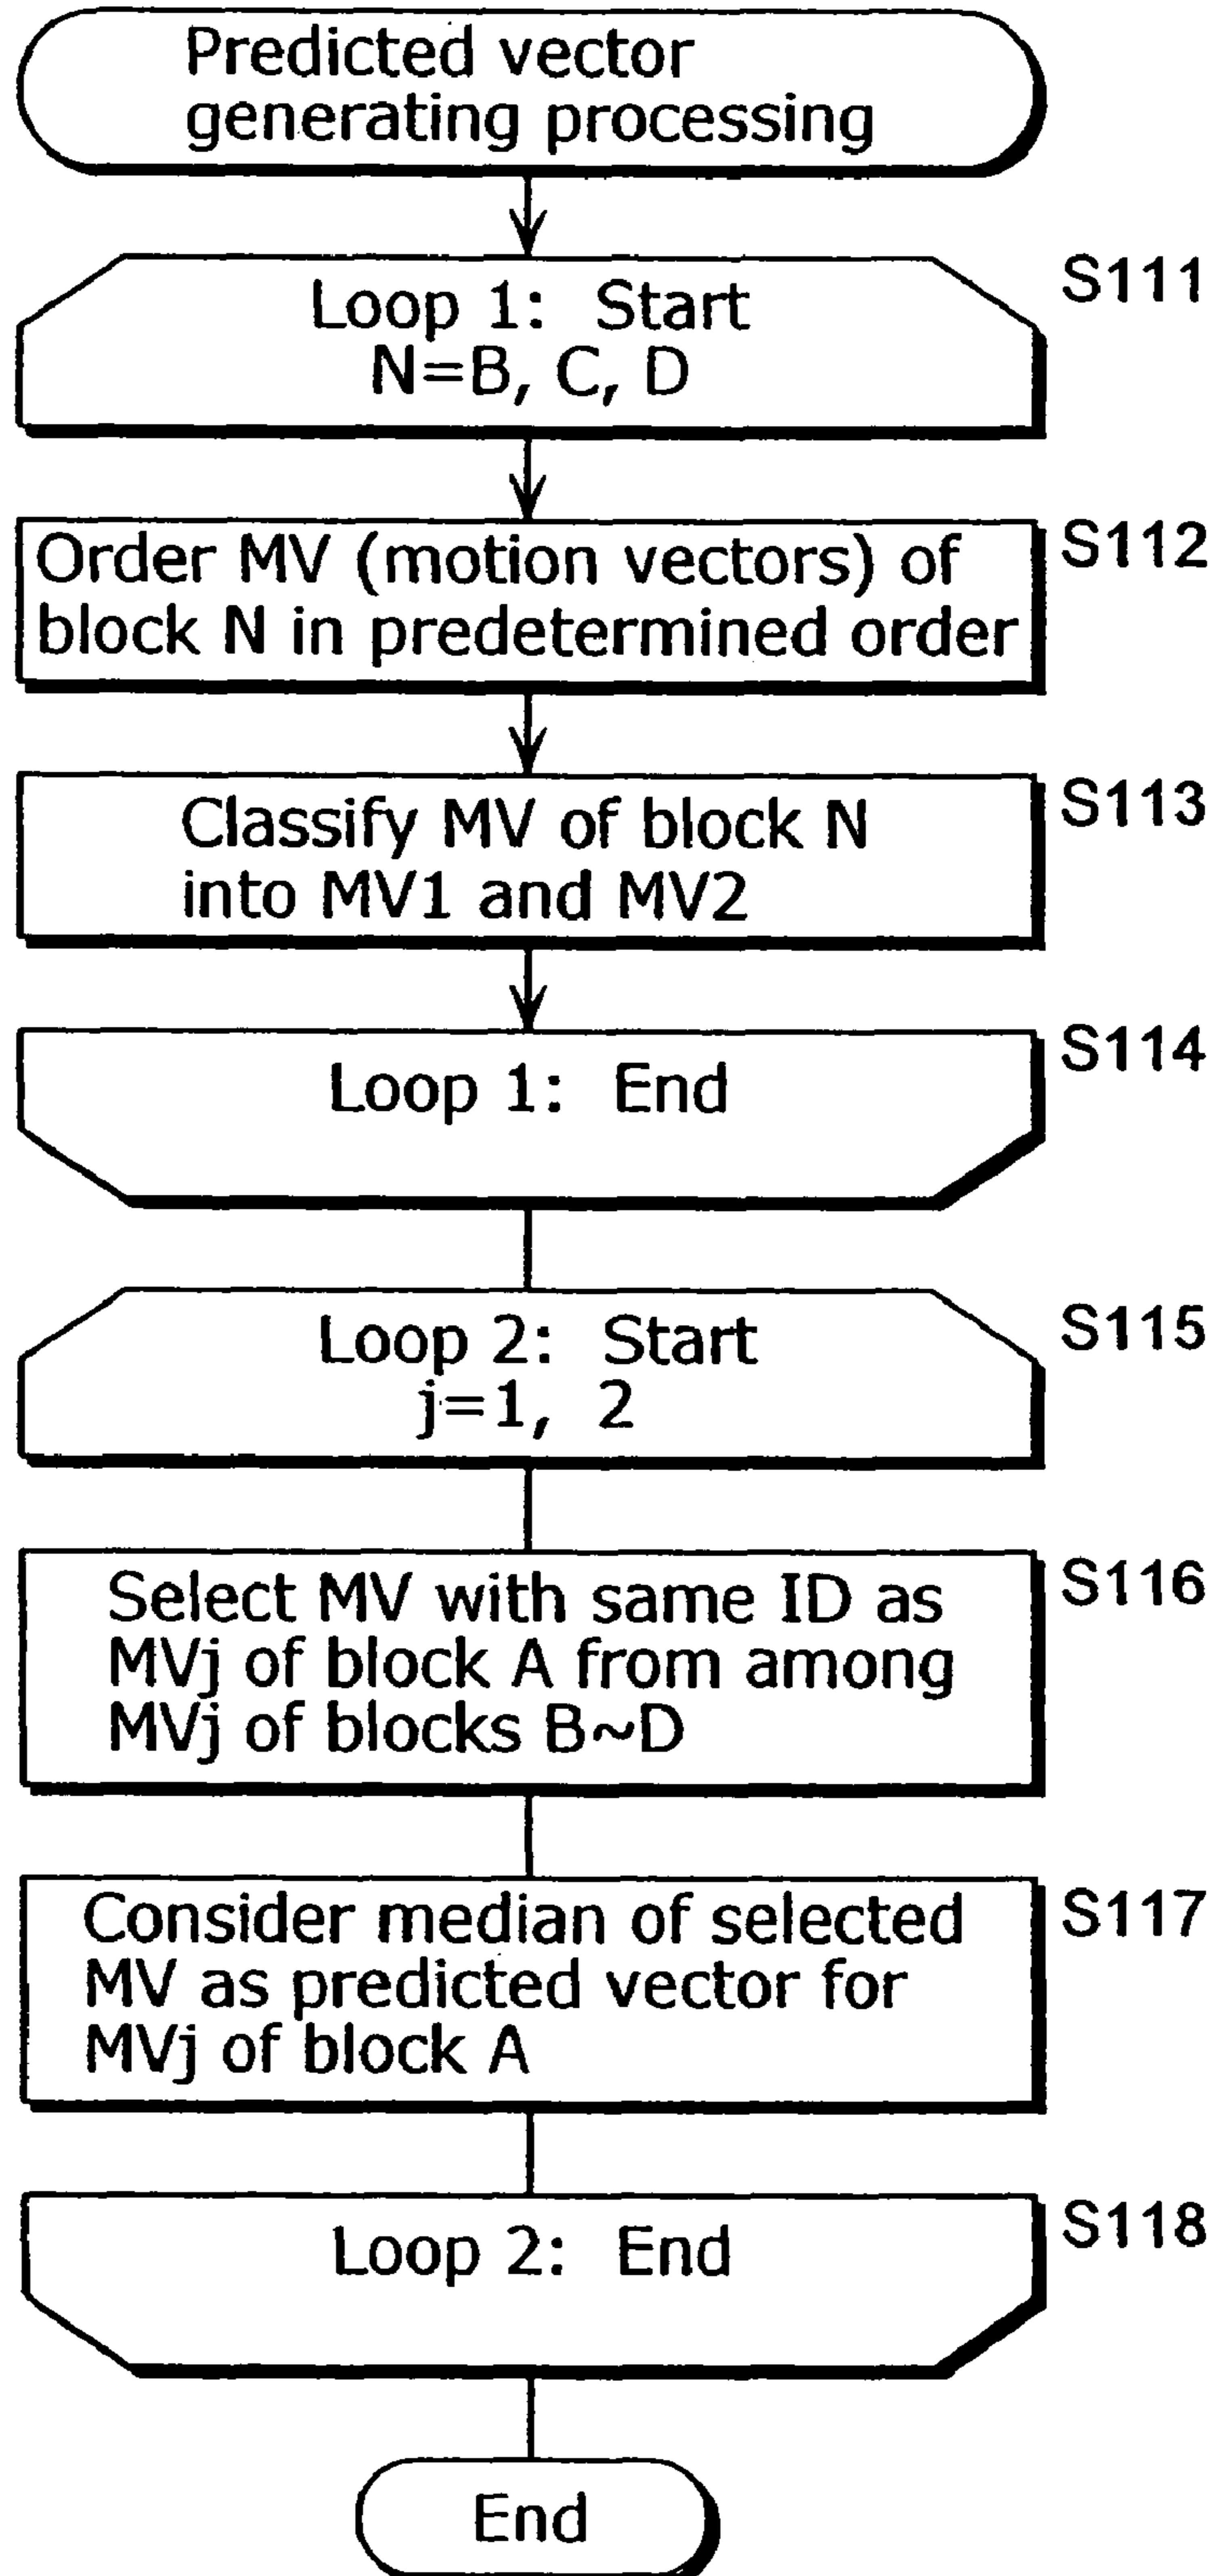 Predicted vector
generating processing
S111
Loop 1: Start
N=B, C, D
S112
Order MV (motion vectors) of
block N in predetermined order
S113
Classify MV of block N
into MV1 and MV2
S114
Loop 1: End
S115
Loop 2: Start
j=1, 2
S116
Select MV with same ID as
MVj of block A from among
MVj of blocks B~D
S117
Consider median of selected
MV as predicted vector for
MVj of block A
S118
Loop 2: End
End